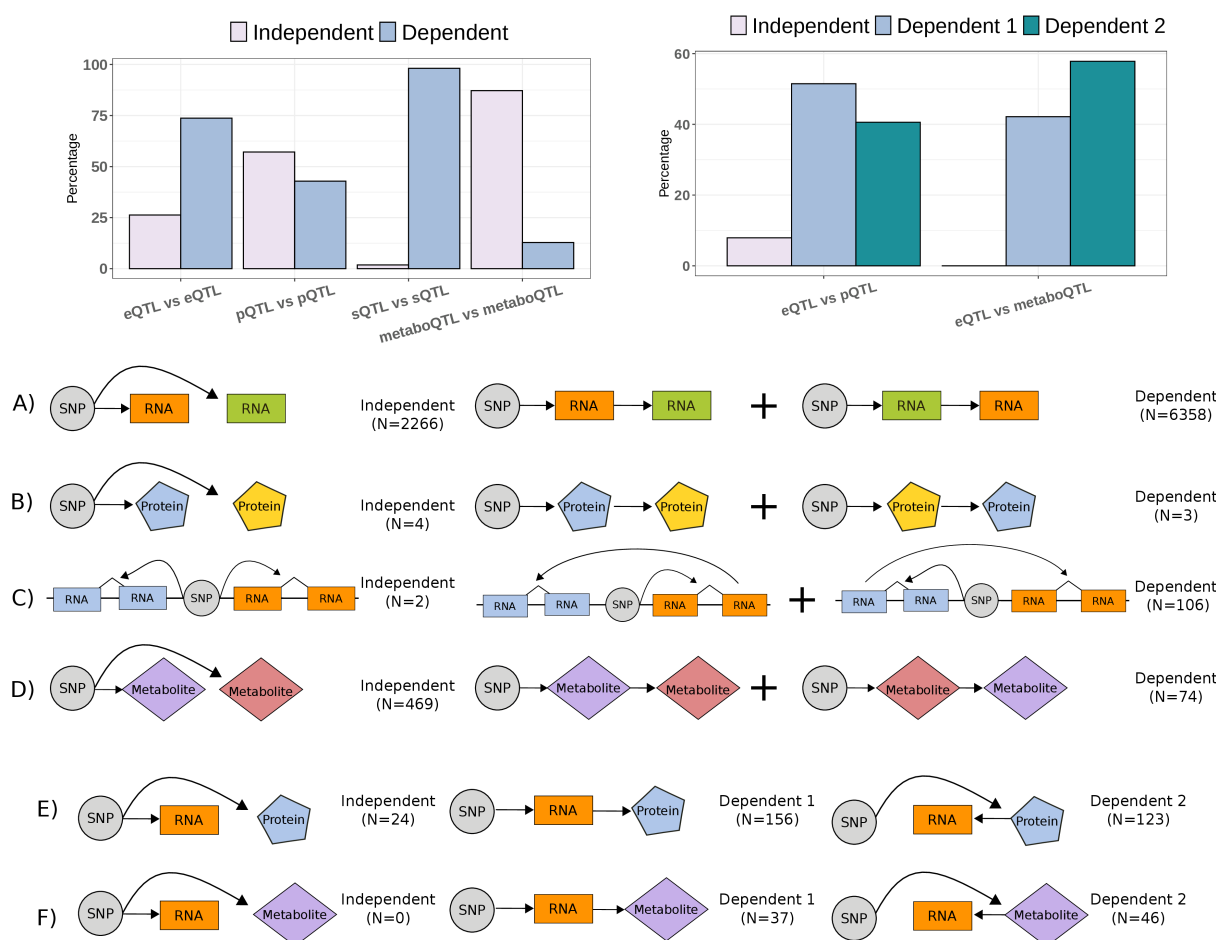 Independent Dependent
100
75
50
25
0
Percentage
eQTL vs eQTL
pQTL vs pQTL
sQTL vs sQTL
metaboQTL vs metaboQTL
Independent Dependent 1 Dependent 2
60
40
20
0
Percentage
eQTL vs pQTL
eQTL vs metaboQTL
A) SNP RNA RNA Independent SNP RNA RNA + SNP RNA RNA Dependent
(N=2266) (N=6358)
B) SNP Protein Protein Independent SNP Protein Protein + SNP Protein Protein Dependent
(N=4) (N=3)
C) RNA RNA SNP RNA RNA Independent RNA RNA SNP RNA RNA + RNA RNA SNP RNA RNA Dependent
(N=2) (N=106)
D) SNP Metabolite Metabolite Independent SNP Metabolite Metabolite + SNP Metabolite Metabolite Dependent
(N=469) (N=74)
E) SNP RNA Protein Independent SNP RNA Protein Dependent 1 SNP RNA Protein Dependent 2
(N=24) (N=156) (N=123)
F) SNP RNA Metabolite Independent SNP RNA Metabolite Dependent 1 SNP RNA Metabolite Dependent 2
(N=0) (N=37) (N=46)